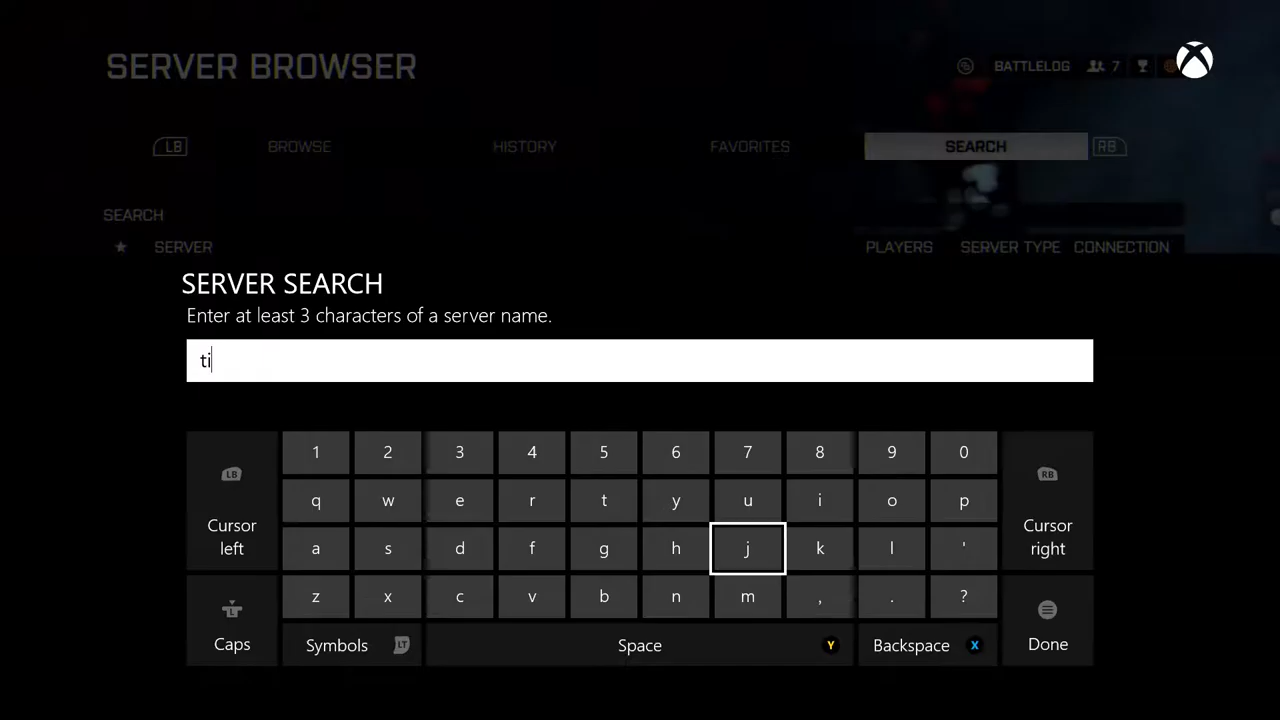 SERVER BROWSER
BATTLELOG 7
LB BROWSE HISTORY FAVORITES SEARCH RB
SEARCH
SERVER PLAYERS SERVER TYPE CONNECTION
SERVER SEARCH
Enter at least 3 characters of a server name.
ti
1 2 3 4 5 6 7 8 9 0
q w e r t y u i o p
LB Cursor left
a s d f g h j k l '
RB Cursor right
z x c v b n m , . ?
L Caps
Symbols LT Space Y Backspace X
Done